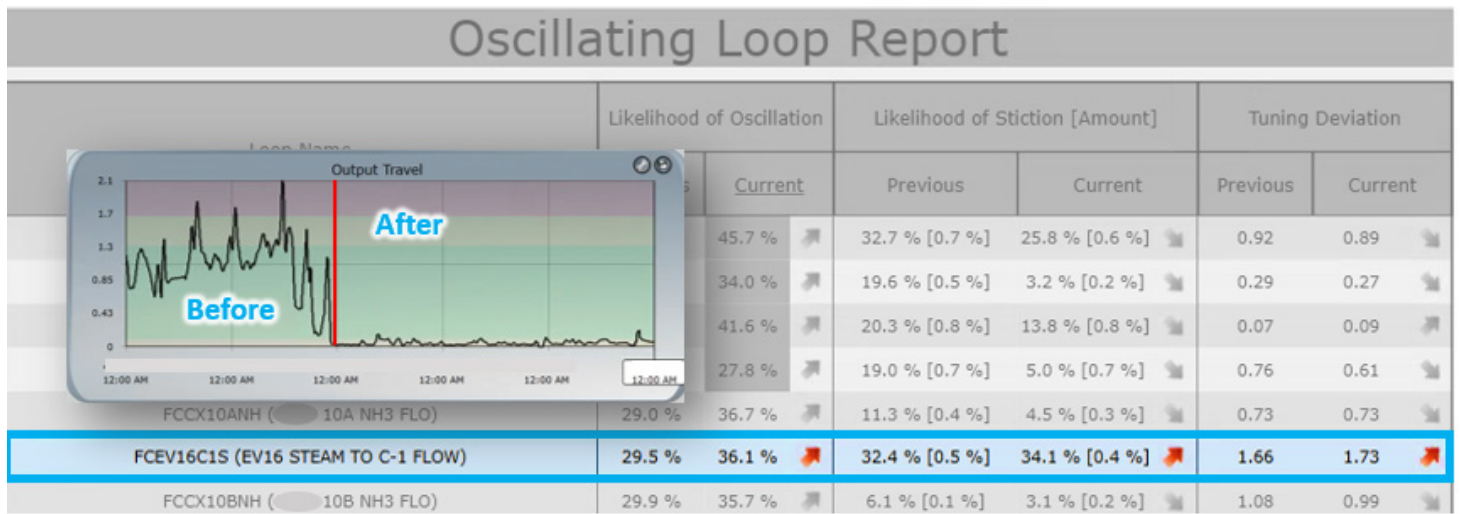 Oscillating Loop Report
Likelihood of Oscillation Likelihood of Stiction [Amount] Tuning Deviation
Loop Name
Current Previous Current Previous Current
Output Travel
2.1
1.7
1.3
0.85
0.43
0
After
Before
12:00 AM 12:00 AM 12:00 AM 12:00 AM 12:00 AM 12:00 AM
45.7 % 32.7 % [0.7 %] 25.8 % [0.6 %] 0.92 0.89
34.0 % 19.6 % [0.5 %] 3.2 % [0.2 %] 0.29 0.27
41.6 % 20.3 % [0.8 %] 13.8 % [0.8 %] 0.07 0.09
27.8 % 19.0 % [0.7 %] 5.0 % [0.7 %] 0.76 0.61
FCCX10ANH ( 10A NH3 FLO) 29.0 % 36.7 % 11.3 % [0.4 %] 4.5 % [0.3 %] 0.73 0.73
FCEV16C1S (EV16 STEAM TO C-1 FLOW) 29.5 % 36.1 % 32.4 % [0.5 %] 34.1 % [0.4 %] 1.66 1.73
FCCX10BNH ( 10B NH3 FLO) 29.9 % 35.7 % 6.1 % [0.1 %] 3.1 % [0.2 %] 1.08 0.99